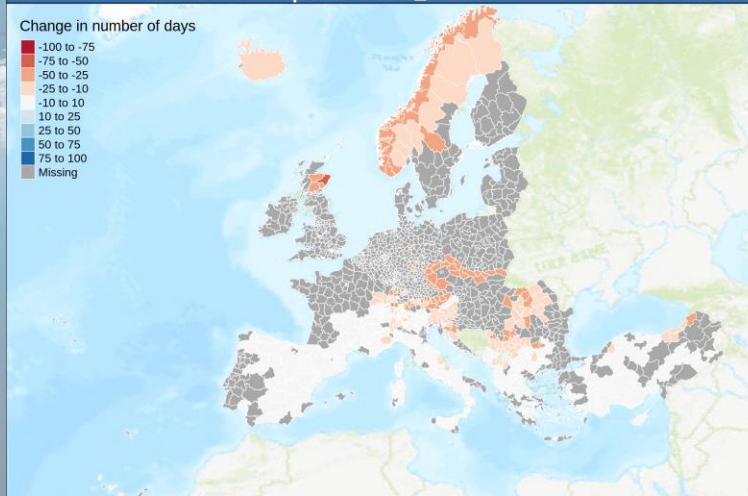 Change in number of days
-100 to -75
-75 to -50
-50 to -25
-25 to -10
-10 to 10
10 to 25
25 to 50
50 to 75
75 to 100
Missing
UKRAINE